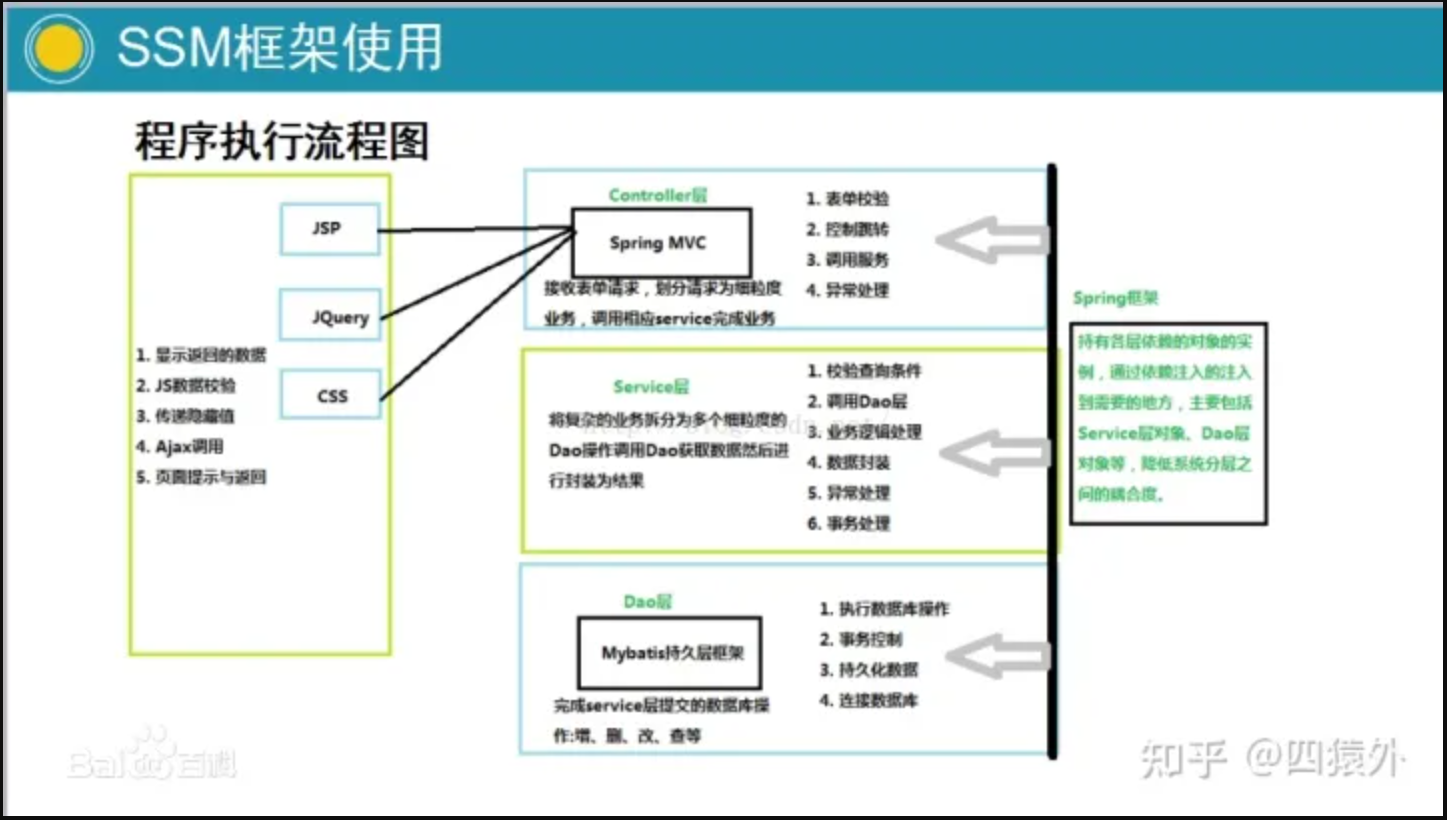 SSM框架使用
程序执行流程图
JSP
JQuery
CSS
1. 显示返回的数据
2. JS数据校验
3. 传递隐藏值
4. Ajax调用
5. 页面提示与返回
Controller层
Spring MVC
接收表单请求，划分请求为细粒度
业务，调用相应service完成业务
1. 表单校验
2. 控制跳转
3. 调用服务
4. 异常处理
Service层
将复杂的业务拆分为多个细粒度的
Dao操作调用Dao获取数据然后进
行封装为结果
1. 校验查询条件
2. 调用Dao层
3. 业务逻辑处理
4. 数据封装
5. 异常处理
6. 事务处理
Dao层
Mybatis持久层框架
完成service层提交的数据库操
作:增、删、改、查等
1. 执行数据库操作
2. 事务控制
3. 持久化数据
4. 连接数据库
Spring框架
持有各层依赖的对象的实
例，通过依赖注入的注入
到需要的地方，主要包括
Service层对象、Dao层
对象等，降低系统分层之
间的耦合度。
Bai百科
知乎 @四猿外